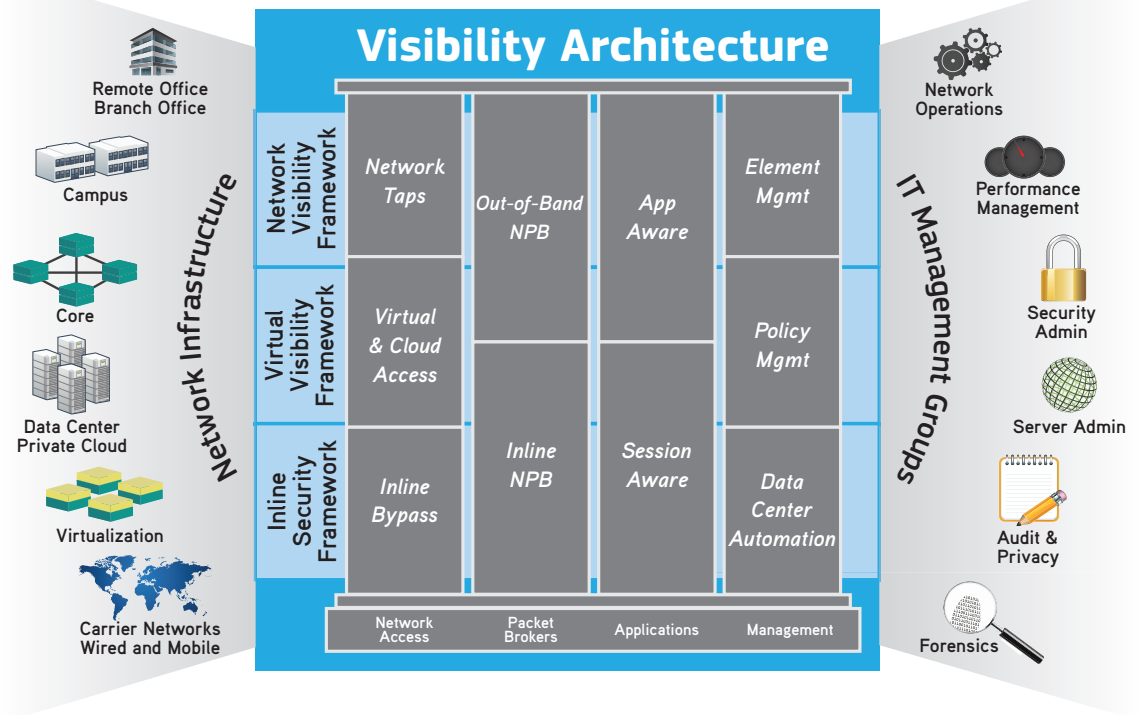 Visibility Architecture
Remote Office
Branch Office
Campus
Core
Data Center
Private Cloud
Virtualization
Carrier Networks
Wired and Mobile
Network Infrastructure
Network
Visibility
Framework
Virtual
Visibility
Framework
Inline
Security
Framework
Network
Taps
Virtual
& Cloud
Access
Inline
Bypass
Network
Access
Out-of-Band
NPB
Inline
NPB
Packet
Brokers
App
Aware
Session
Aware
Applications
Element
Mgmt
Policy
Mgmt
Data
Center
Automation
Management
IT Management Groups
Network
Operations
Performance
Management
Security
Admin
Server Admin
Audit &
Privacy
Forensics